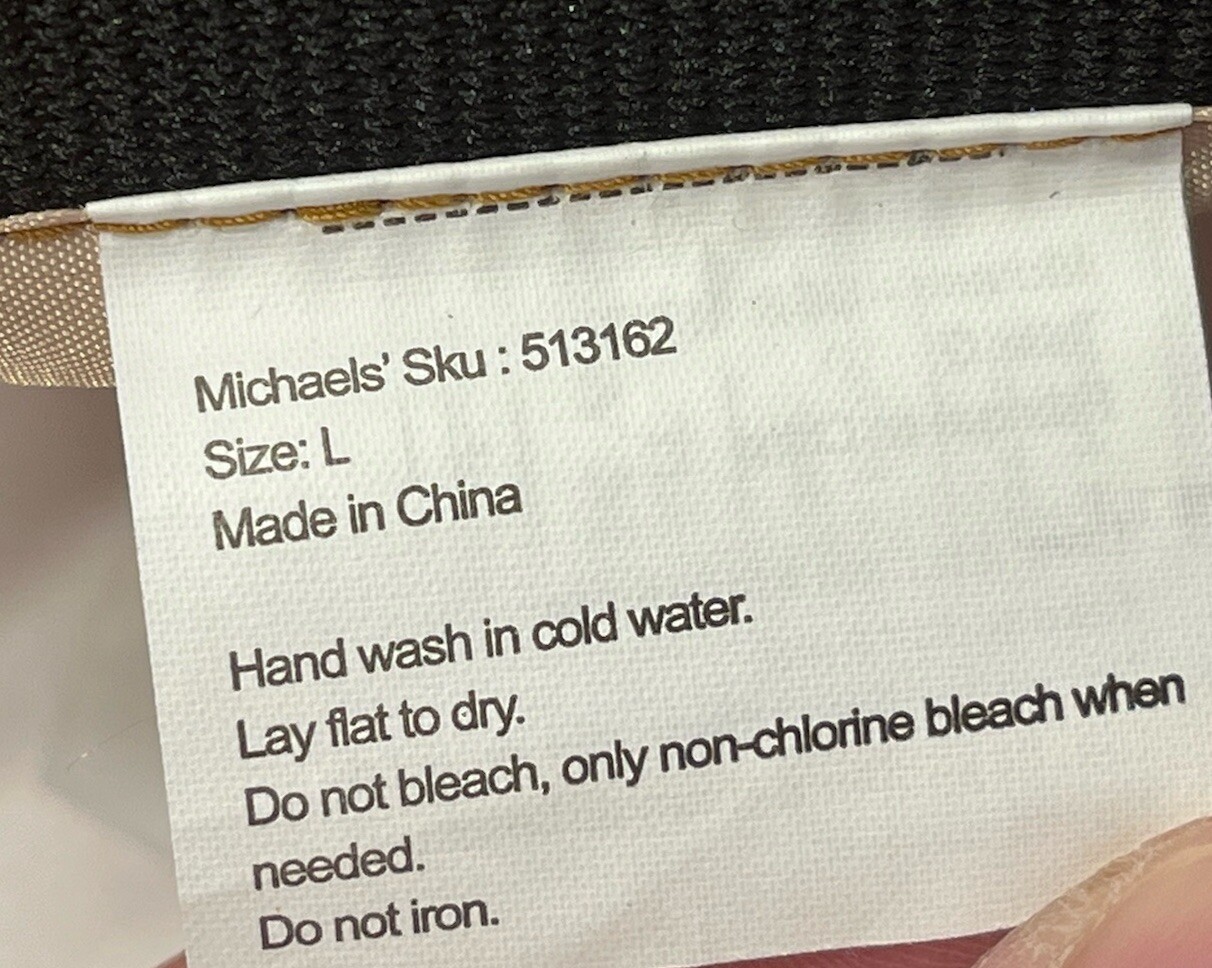 Michaels’ Sku : 513162
Size: L
Made in China
Hand wash in cold water.
Lay flat to dry.
Do not bleach, only non-chlorine bleach when
needed.
Do not iron.